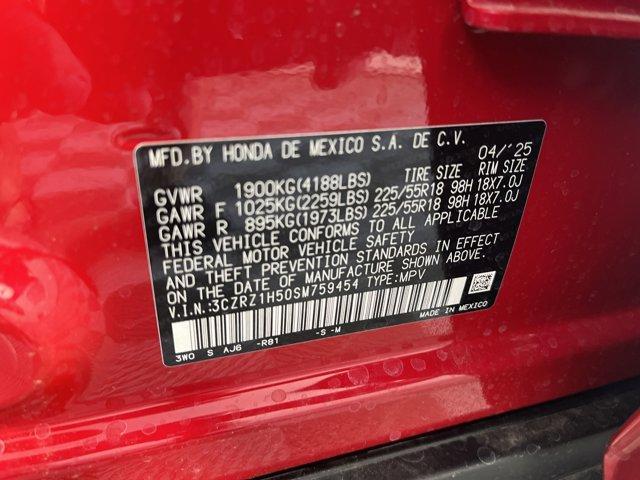 MFD.BY HONDA DE MEXICO S.A. DE C.V. 04/'25
TIRE SIZE RIM SIZE
GVWR 1900KG(4188LBS)
GAWR F 1025KG(2259LBS) 225/55R18 98H 18X7.0J
GAWR R 895KG(1973LBS) 225/55R18 98H 18X7.0J
THIS VEHICLE CONFORMS TO ALL APPLICABLE
FEDERAL MOTOR VEHICLE SAFETY
AND THEFT PREVENTION STANDARDS IN EFFECT
ON THE DATE OF MANUFACTURE SHOWN ABOVE.
V.I.N.:3CZRZ1H50SM759454 TYPE:MPV
MADE IN MEXICO
3W0 S AJ6 -R81 -S -M